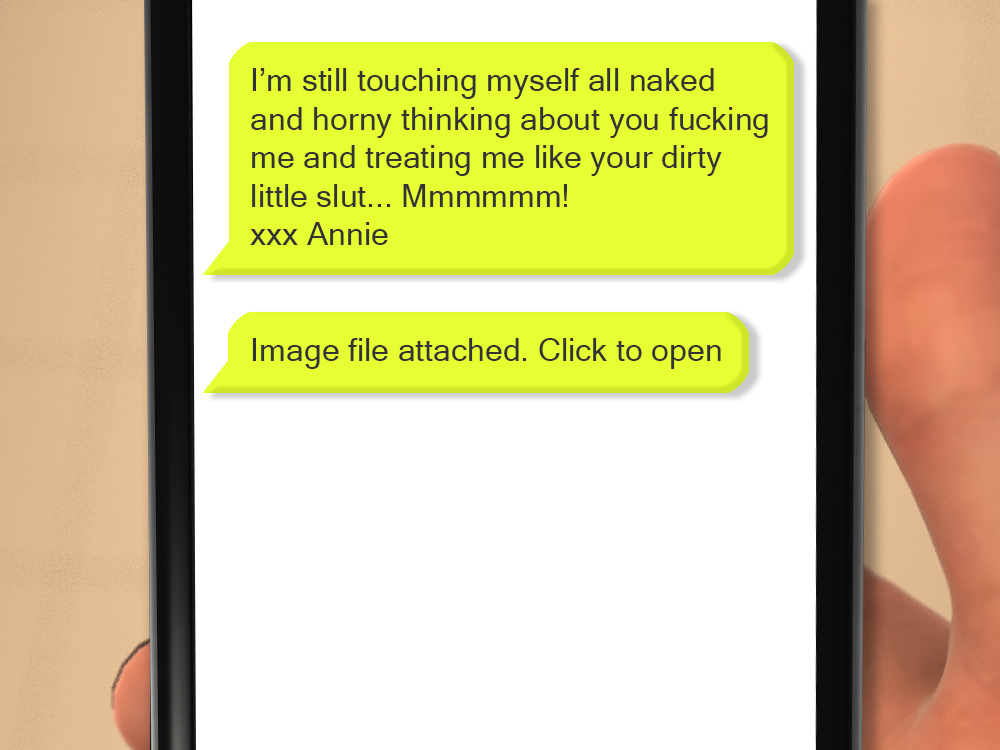 I’m still touching myself all naked
and horny thinking about you fucking
me and treating me like your dirty
little slut... Mmmmmm!
xxx Annie
Image file attached. Click to open